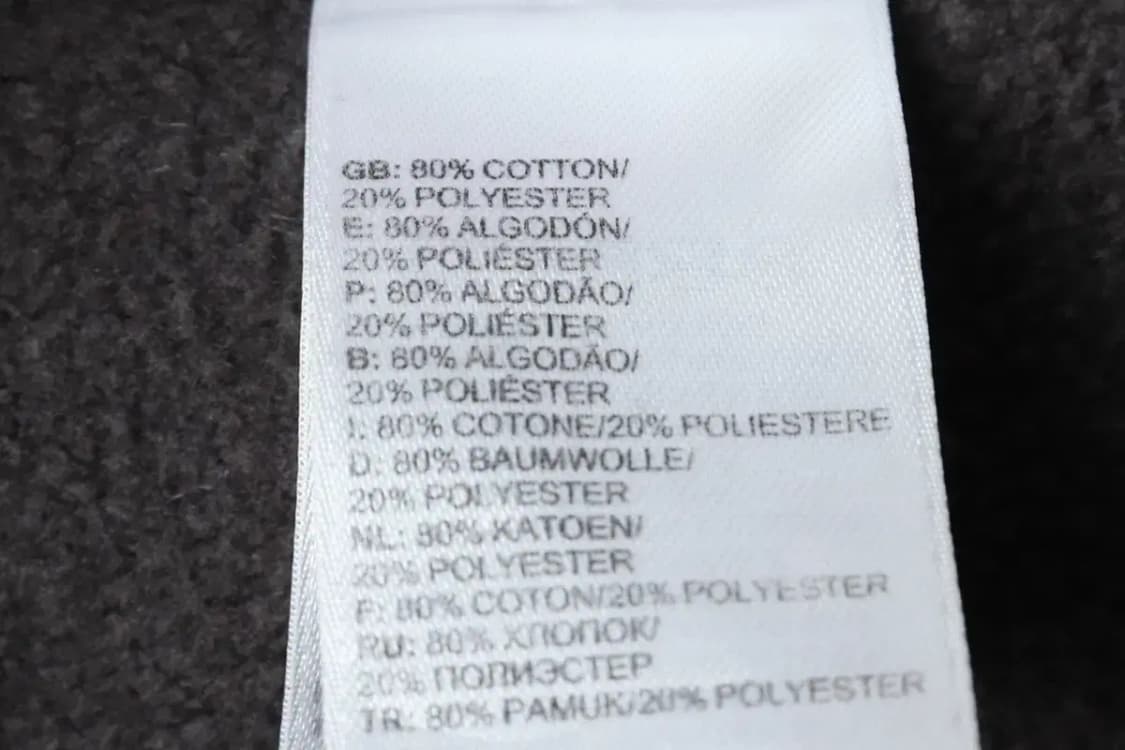 GB: 80% COTTON/
20% POLYESTER
E: 80% ALGODÓN/
20% POLIÉSTER
P: 80% ALGODÃO/
20% POLIÉSTER
B: 80% ALGODÃO/
20% POLIÉSTER
I: 80% COTONE/20% POLIESTERE
D: 80% BAUMWOLLE/
20% POLYESTER
NL: 80% KATOEN/
20% POLYESTER
F: 80% COTON/20% POLYESTER
RU: 80% ХЛОПОК/
20% ПОЛИЭСТЕР
TR: 80% PAMUK/20% POLYESTER